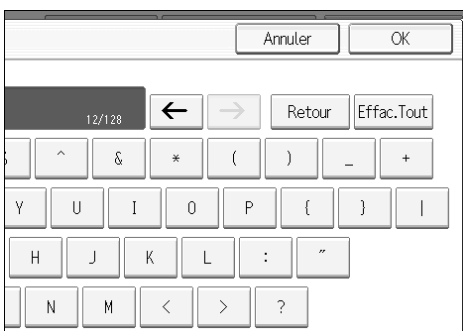 Annuler OK
12/128 ← → Retour Effac.Tout
^ & * ( ) _ +
Y U I O P { } |
H J K L : "
N M < > ?